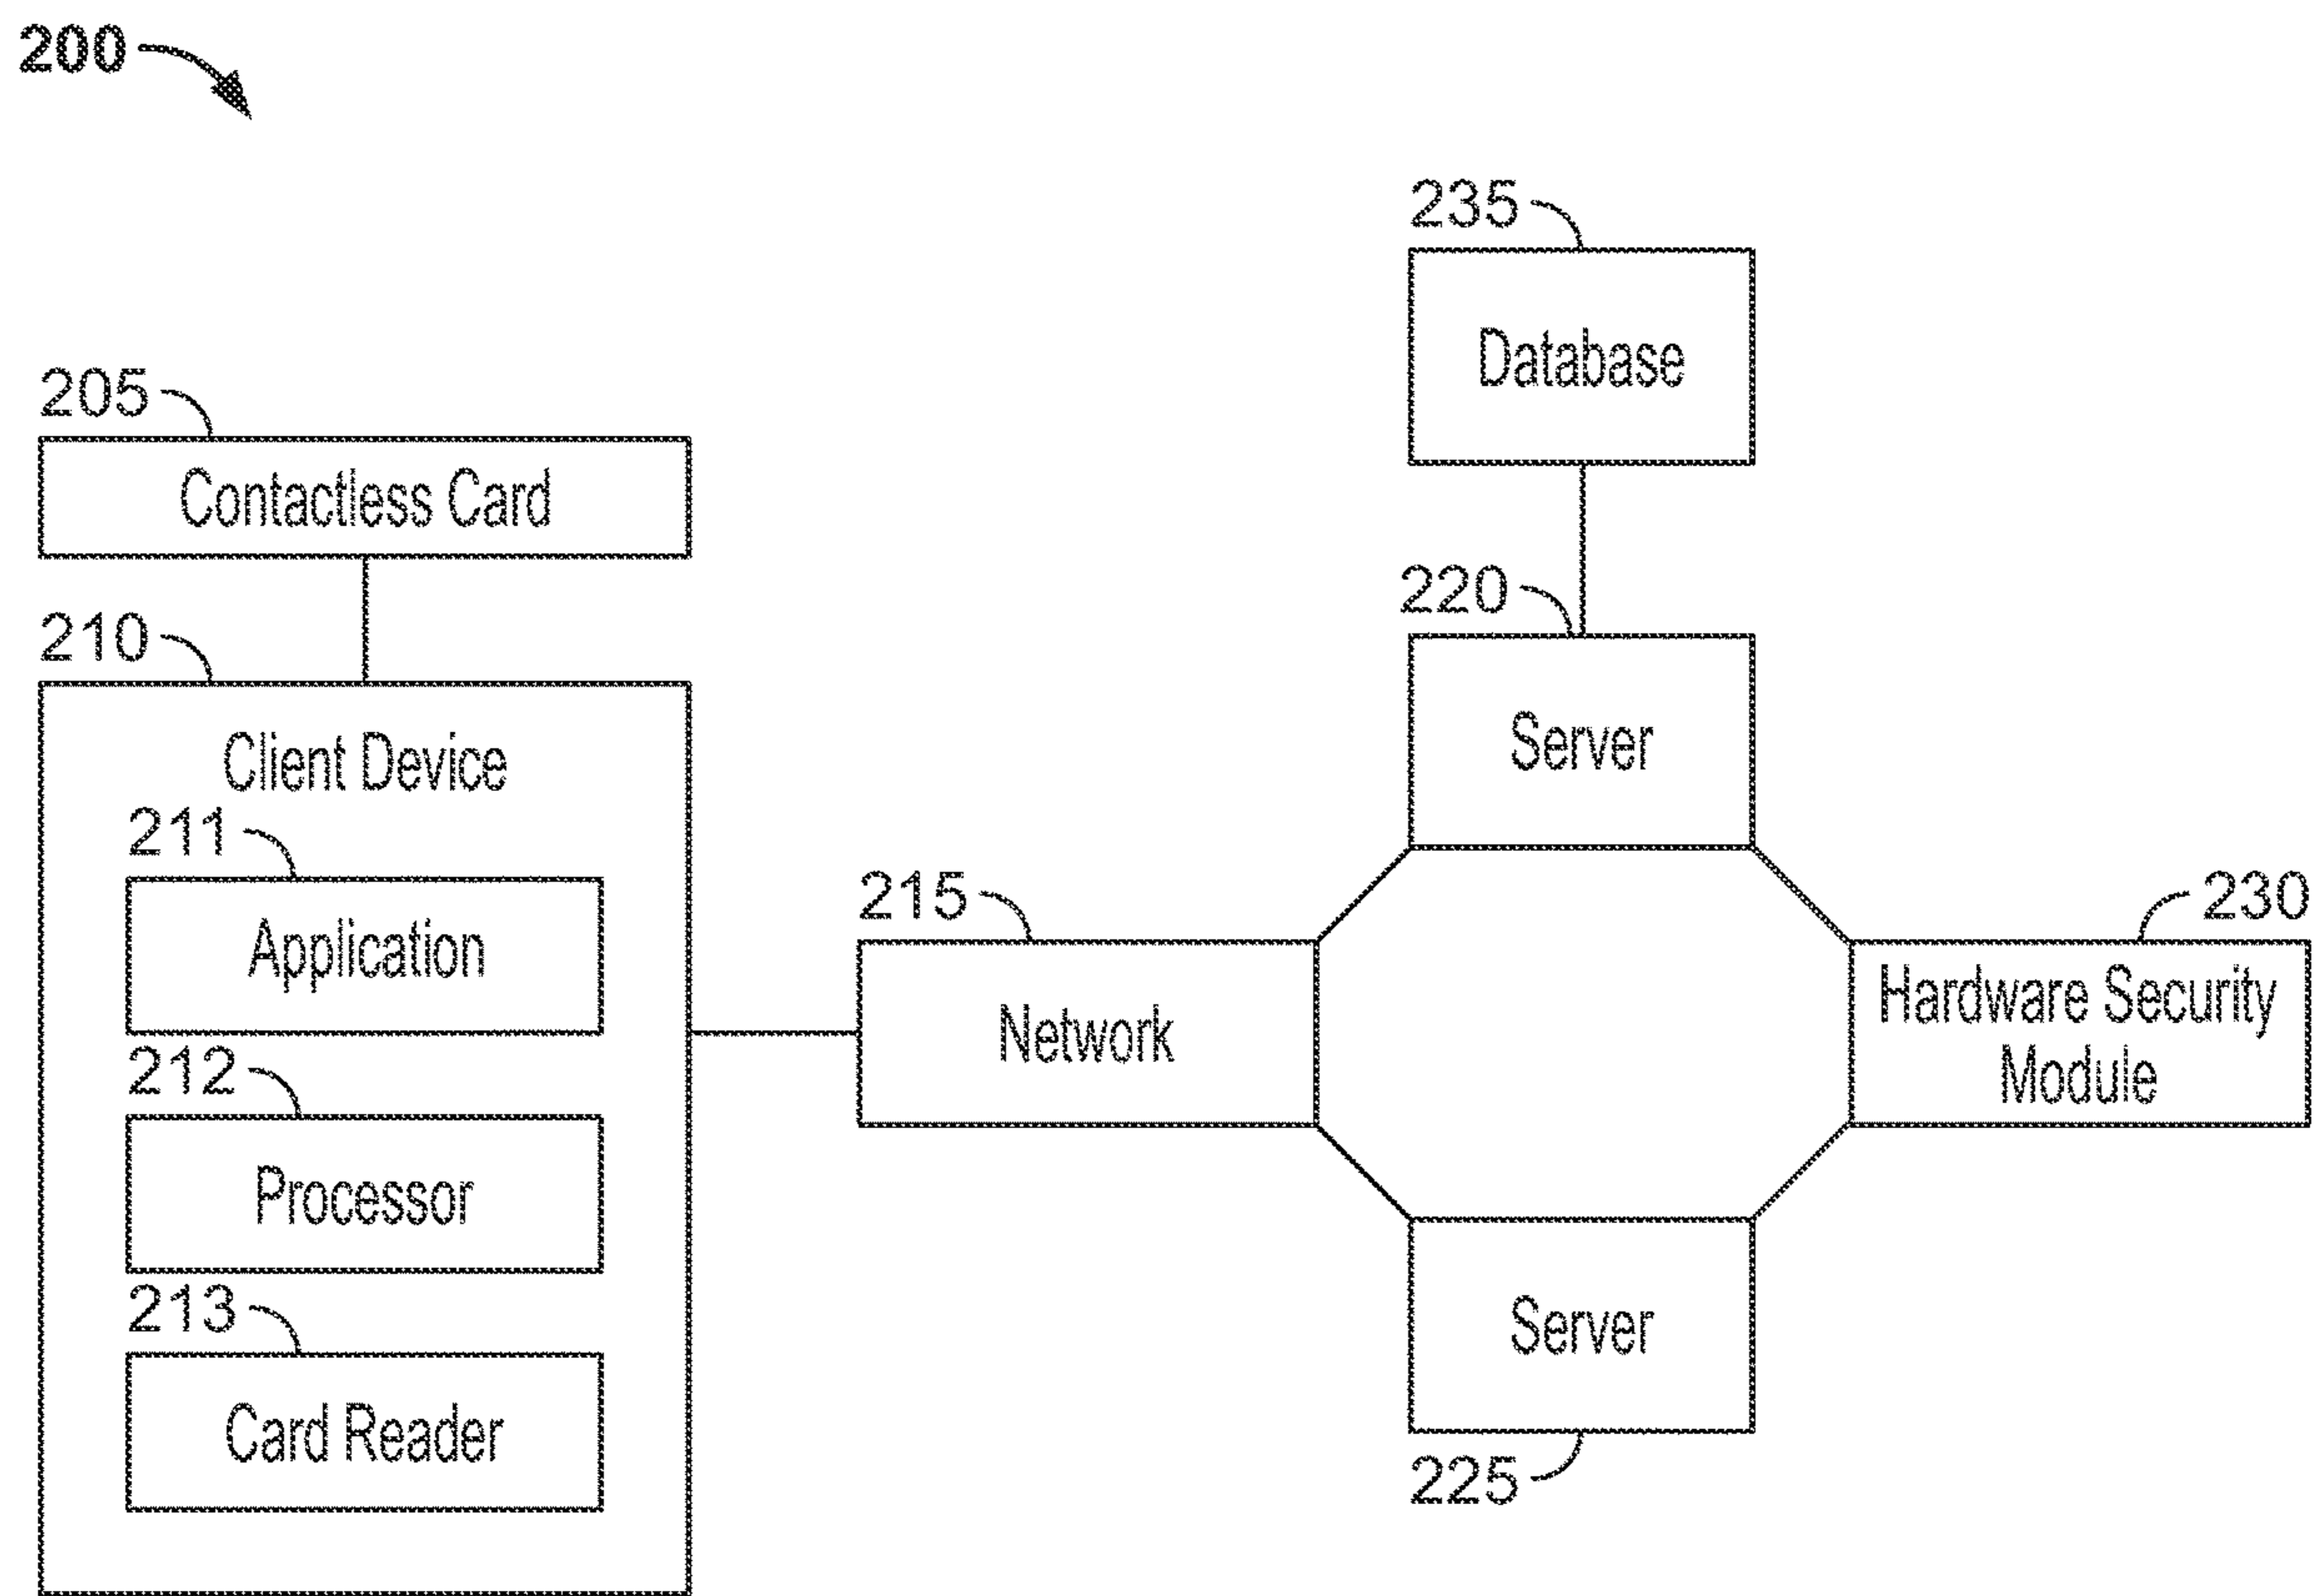 200
205
Contactless Card
210
Client Device
211
Application
212
Processor
213
Card Reader
215
Network
235
Database
220
Server
230
Hardware Security
Module
Server
225